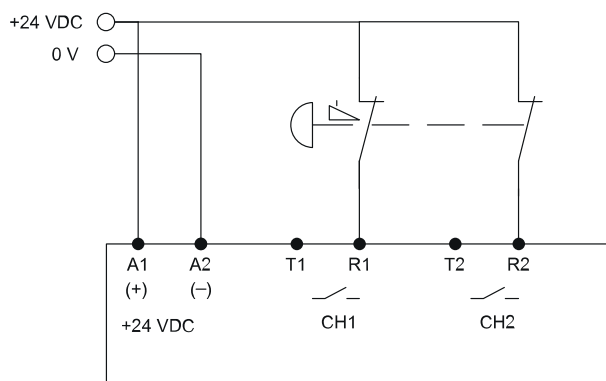 +24 VDC
0 V
A1 A2 T1 R1 T2 R2
(+) (–)
+24 VDC CH1 CH2